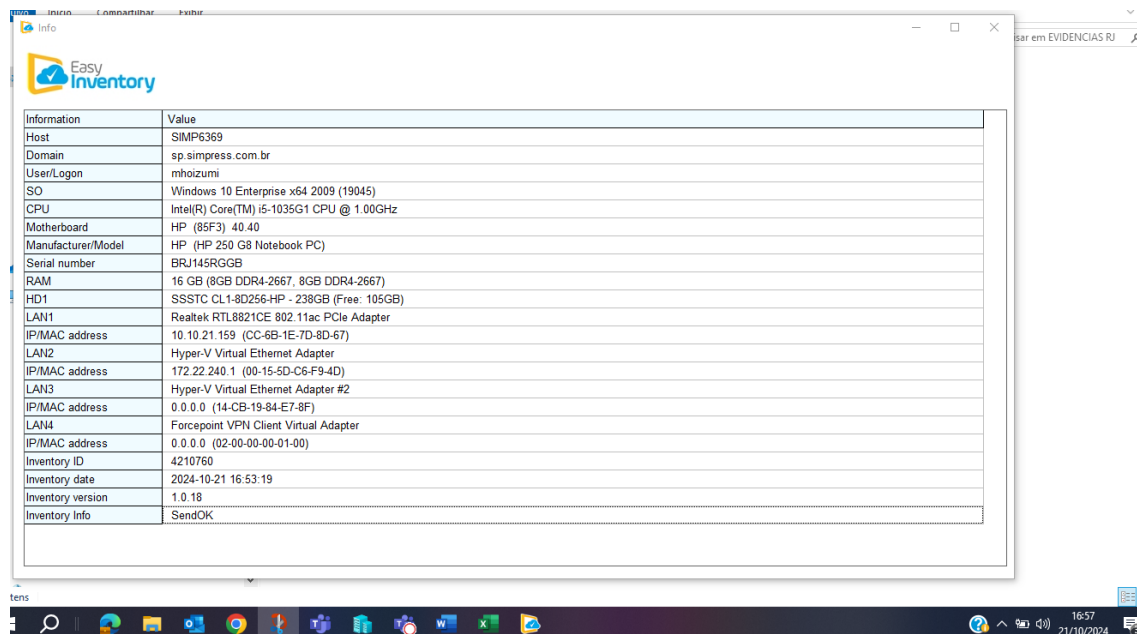 Início Compartilhar Exibir
Info
sar em EVIDENCIAS RJ
Easy
Inventory
Information Value
Host SIMP6369
Domain sp.simpress.com.br
User/Logon mhoizumi
SO Windows 10 Enterprise x64 2009 (19045)
CPU Intel(R) Core(TM) i5-1035G1 CPU @ 1.00GHz
Motherboard HP (85F3) 40.40
Manufacturer/Model HP (HP 250 G8 Notebook PC)
Serial number BRJ145RGGB
RAM 16 GB (8GB DDR4-2667, 8GB DDR4-2667)
HD1 SSSTC CL1-8D256-HP - 238GB (Free: 105GB)
LAN1 Realtek RTL8821CE 802.11ac PCIe Adapter
IP/MAC address 10.10.21.159 (CC-6B-1E-7D-8D-67)
LAN2 Hyper-V Virtual Ethernet Adapter
IP/MAC address 172.22.240.1 (00-15-5D-C6-F9-4D)
LAN3 Hyper-V Virtual Ethernet Adapter #2
IP/MAC address 0.0.0.0 (14-CB-19-84-E7-8F)
LAN4 Forcepoint VPN Client Virtual Adapter
IP/MAC address 0.0.0.0 (02-00-00-00-01-00)
Inventory ID 4210760
Inventory date 2024-10-21 16:53:19
Inventory version 1.0.18
Inventory Info SendOK
tens
16:57
21/10/2024